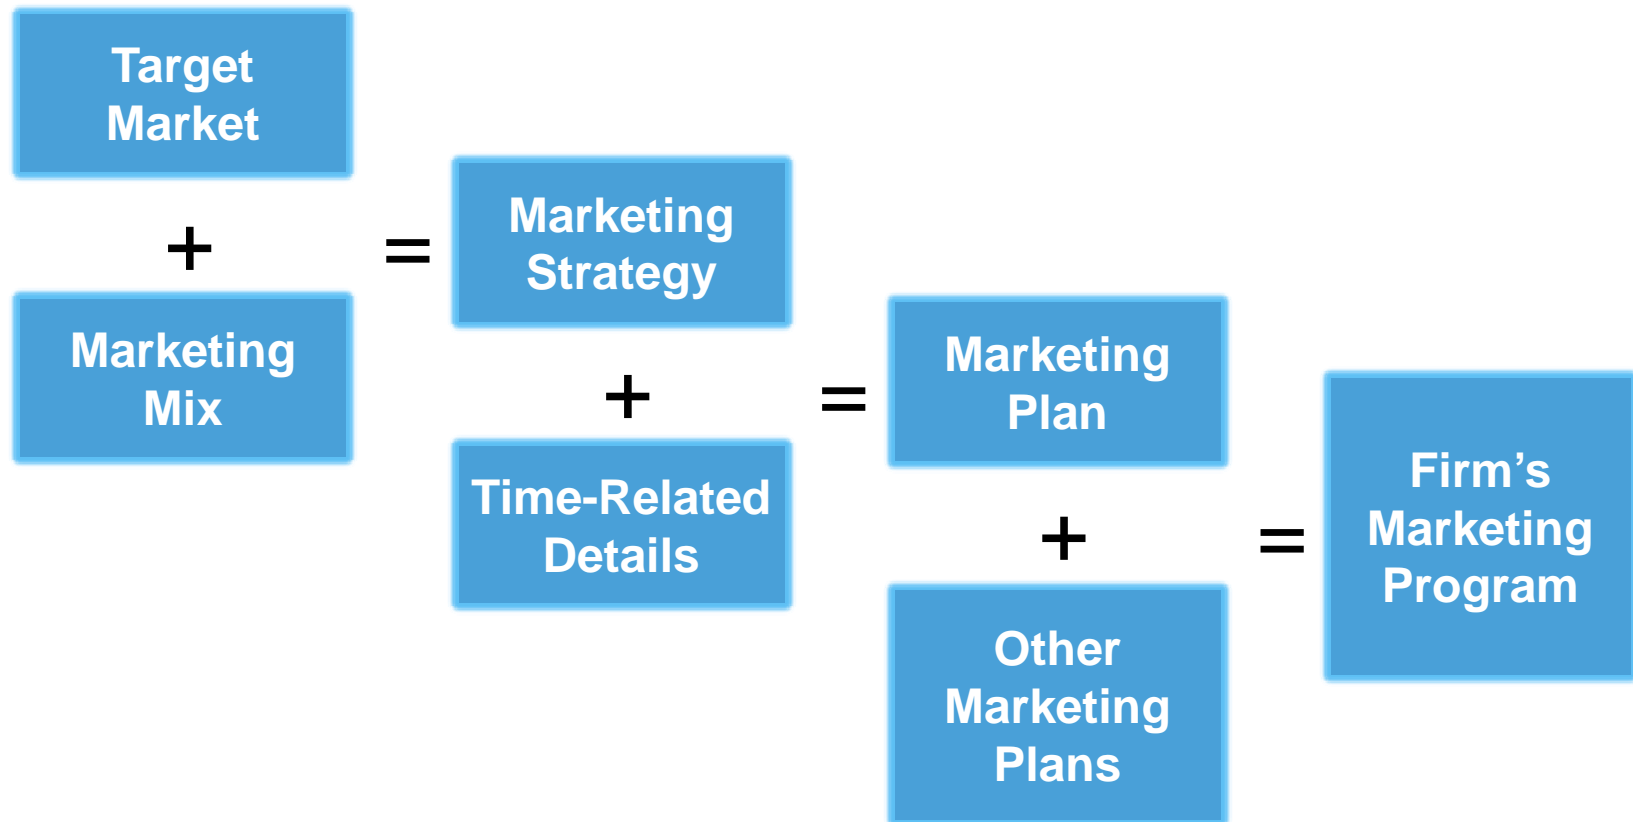 Target
Market
+
Marketing
Mix
=
Marketing
Strategy
+
Time-Related
Details
=
Marketing
Plan
+
Other
Marketing
Plans
=
Firm’s
Marketing
Program